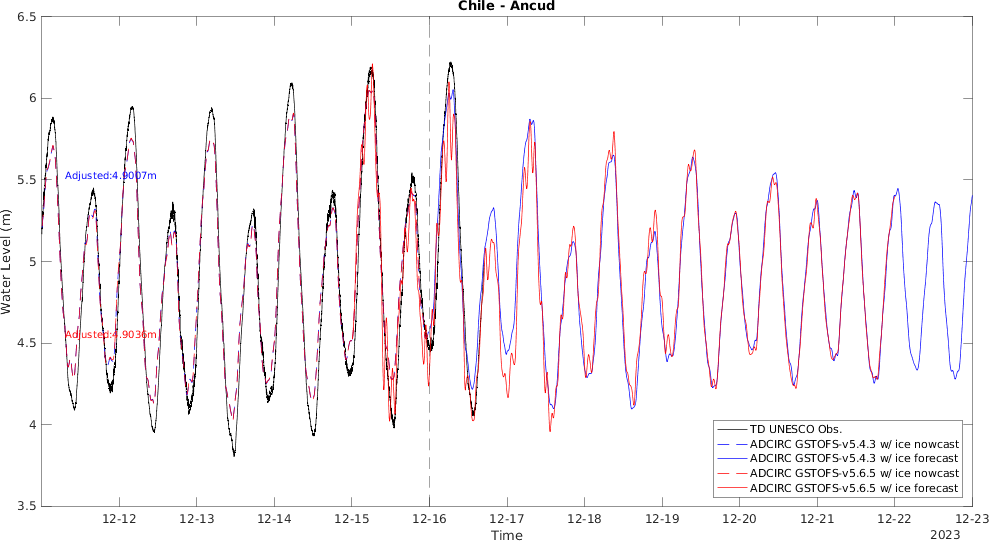 Chile - Ancud
6.5
6
5.5
5
4.5
4
3.5
Water Level (m)
Adjusted:4.9007m
Adjusted:4.9036m
TD UNESCO Obs.
ADCIRC GSTOFS-v5.4.3 w/ ice nowcast
ADCIRC GSTOFS-v5.4.3 w/ ice forecast
ADCIRC GSTOFS-v5.6.5 w/ ice nowcast
ADCIRC GSTOFS-v5.6.5 w/ ice forecast
12-12 12-13 12-14 12-15 12-16 12-17 12-18 12-19 12-20 12-21 12-22 12-23
Time
2023